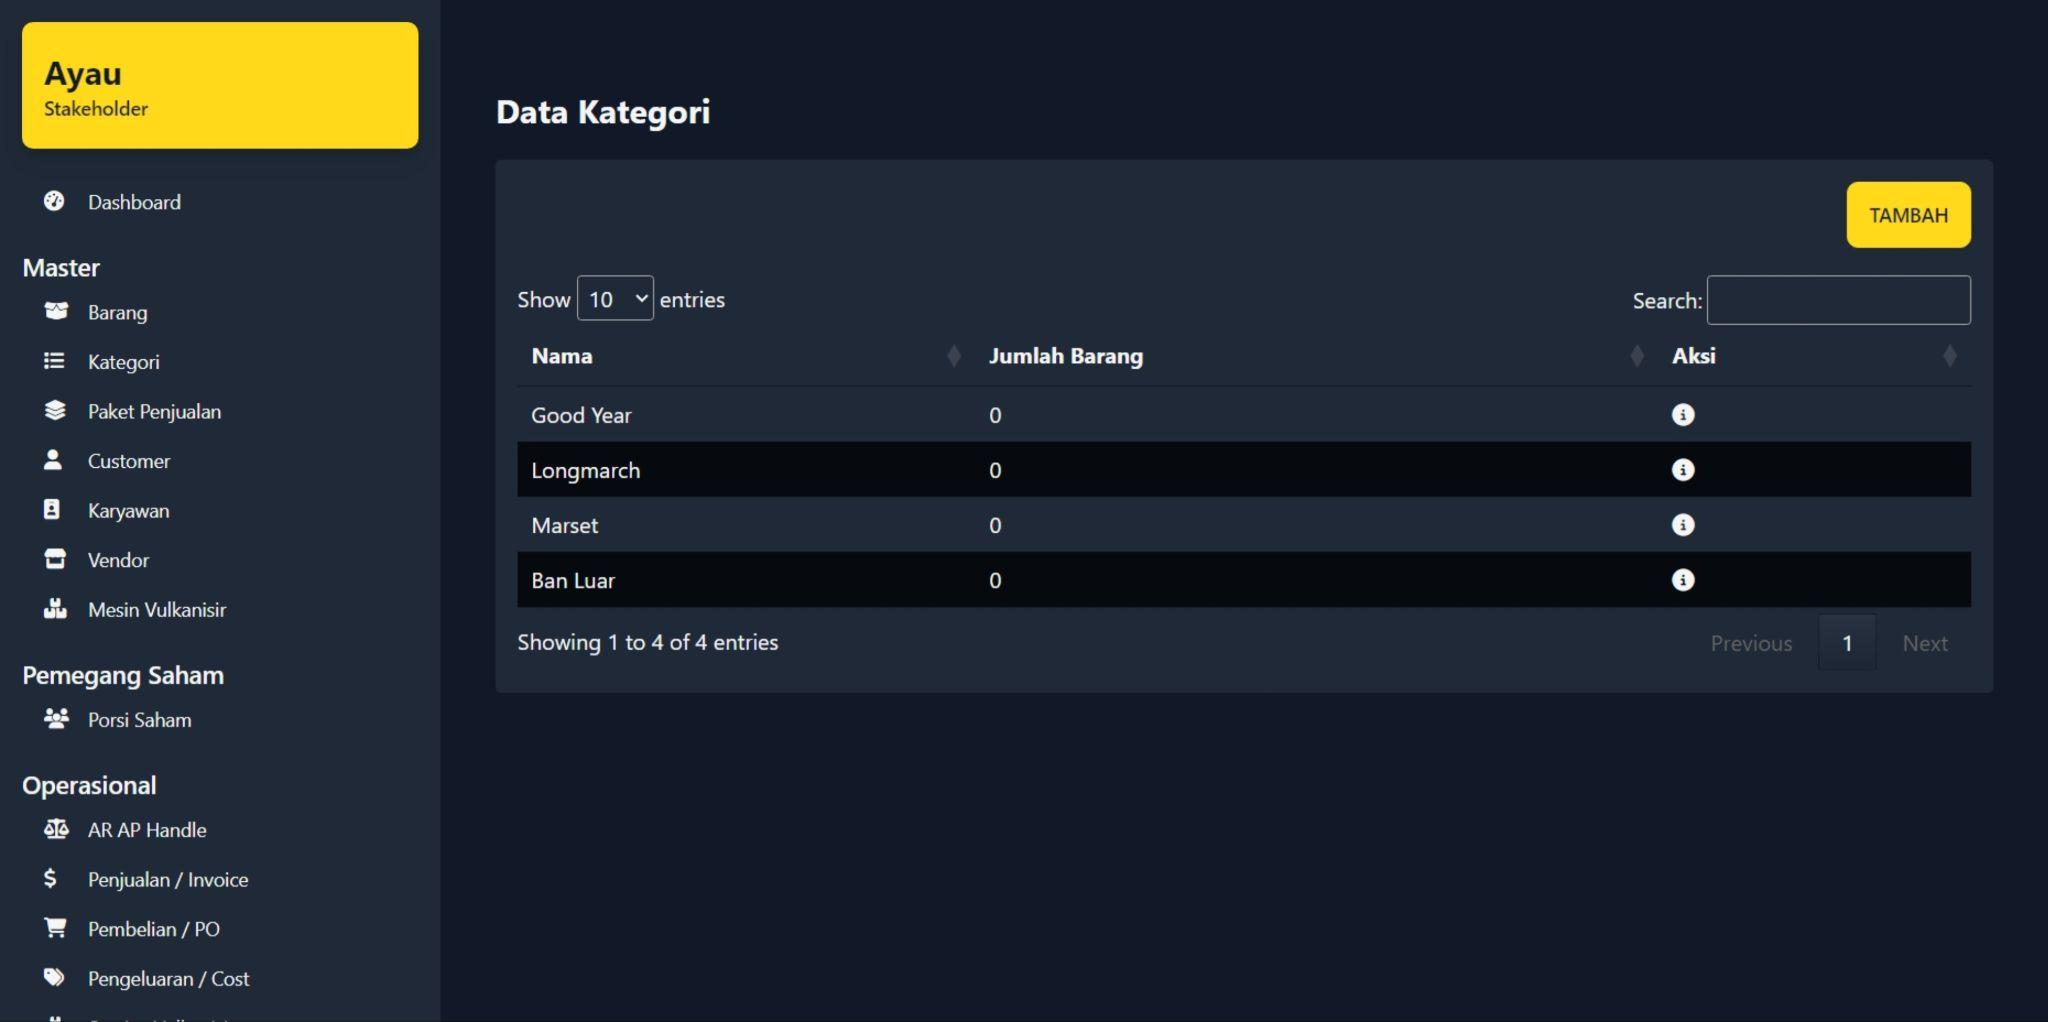 Ayau
Stakeholder
Dashboard
Master
Barang
Kategori
Paket Penjualan
Customer
Karyawan
Vendor
Mesin Vulkanisir
Pemegang Saham
Porsi Saham
Operasional
AR AP Handle
Penjualan / Invoice
Pembelian / PO
Pengeluaran / Cost
Data Kategori
TAMBAH
Show 10 entries
Search:
Nama Jumlah Barang Aksi
Good Year 0
Longmarch 0
Marset 0
Ban Luar 0
Showing 1 to 4 of 4 entries
Previous 1 Next